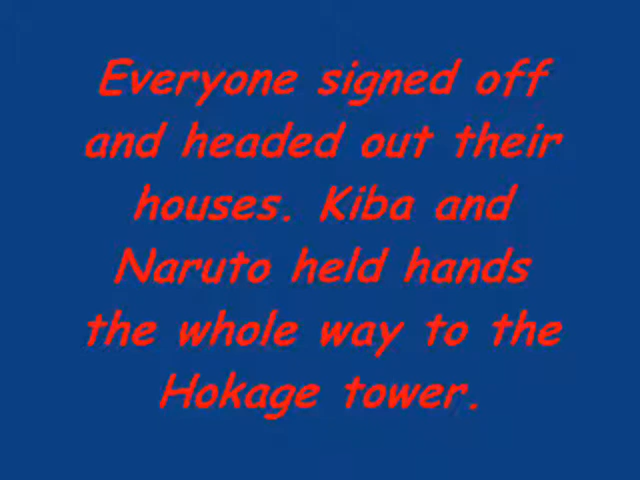 Everyone signed off
and headed out their
houses. Kiba and
Naruto held hands
the whole way to the
Hokage tower.